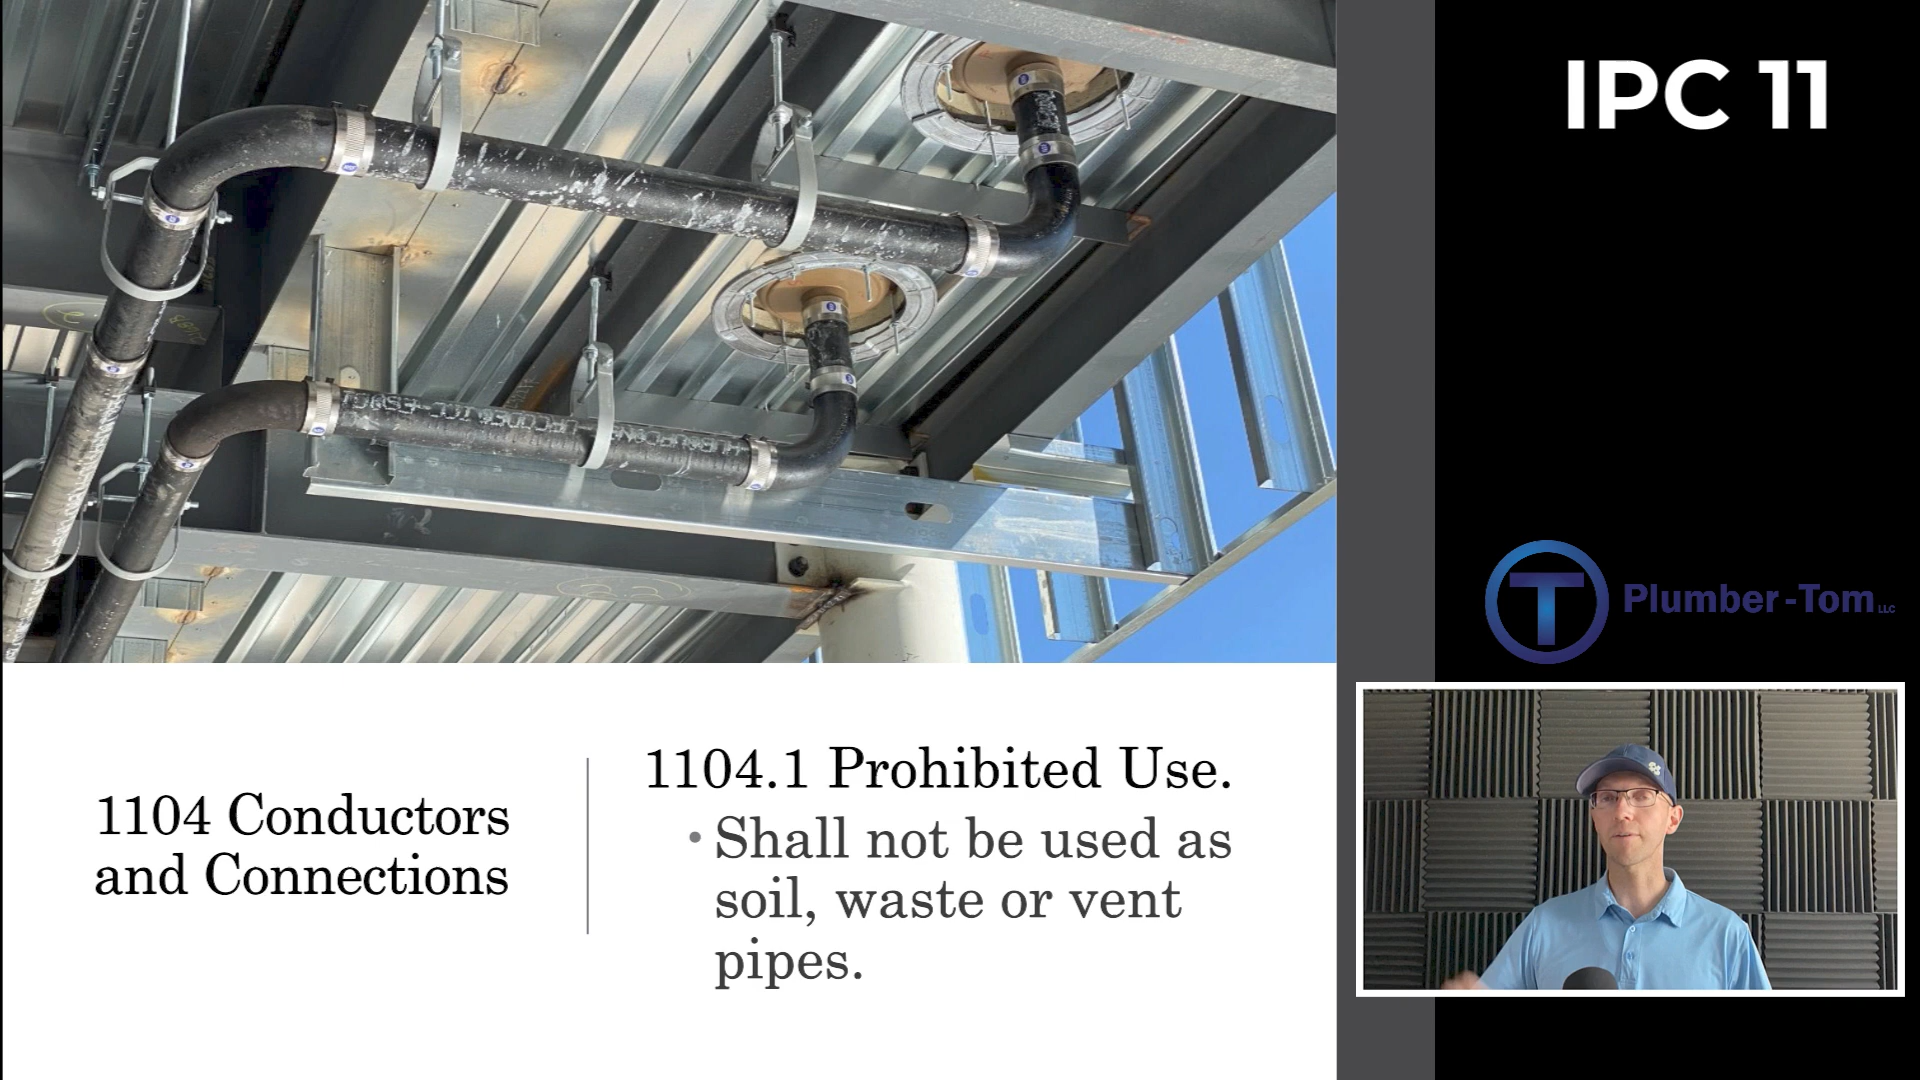 IPC 11
Plumber-Tom LLC
1104 Conductors
and Connections
1104.1 Prohibited Use.
• Shall not be used as
soil, waste or vent
pipes.